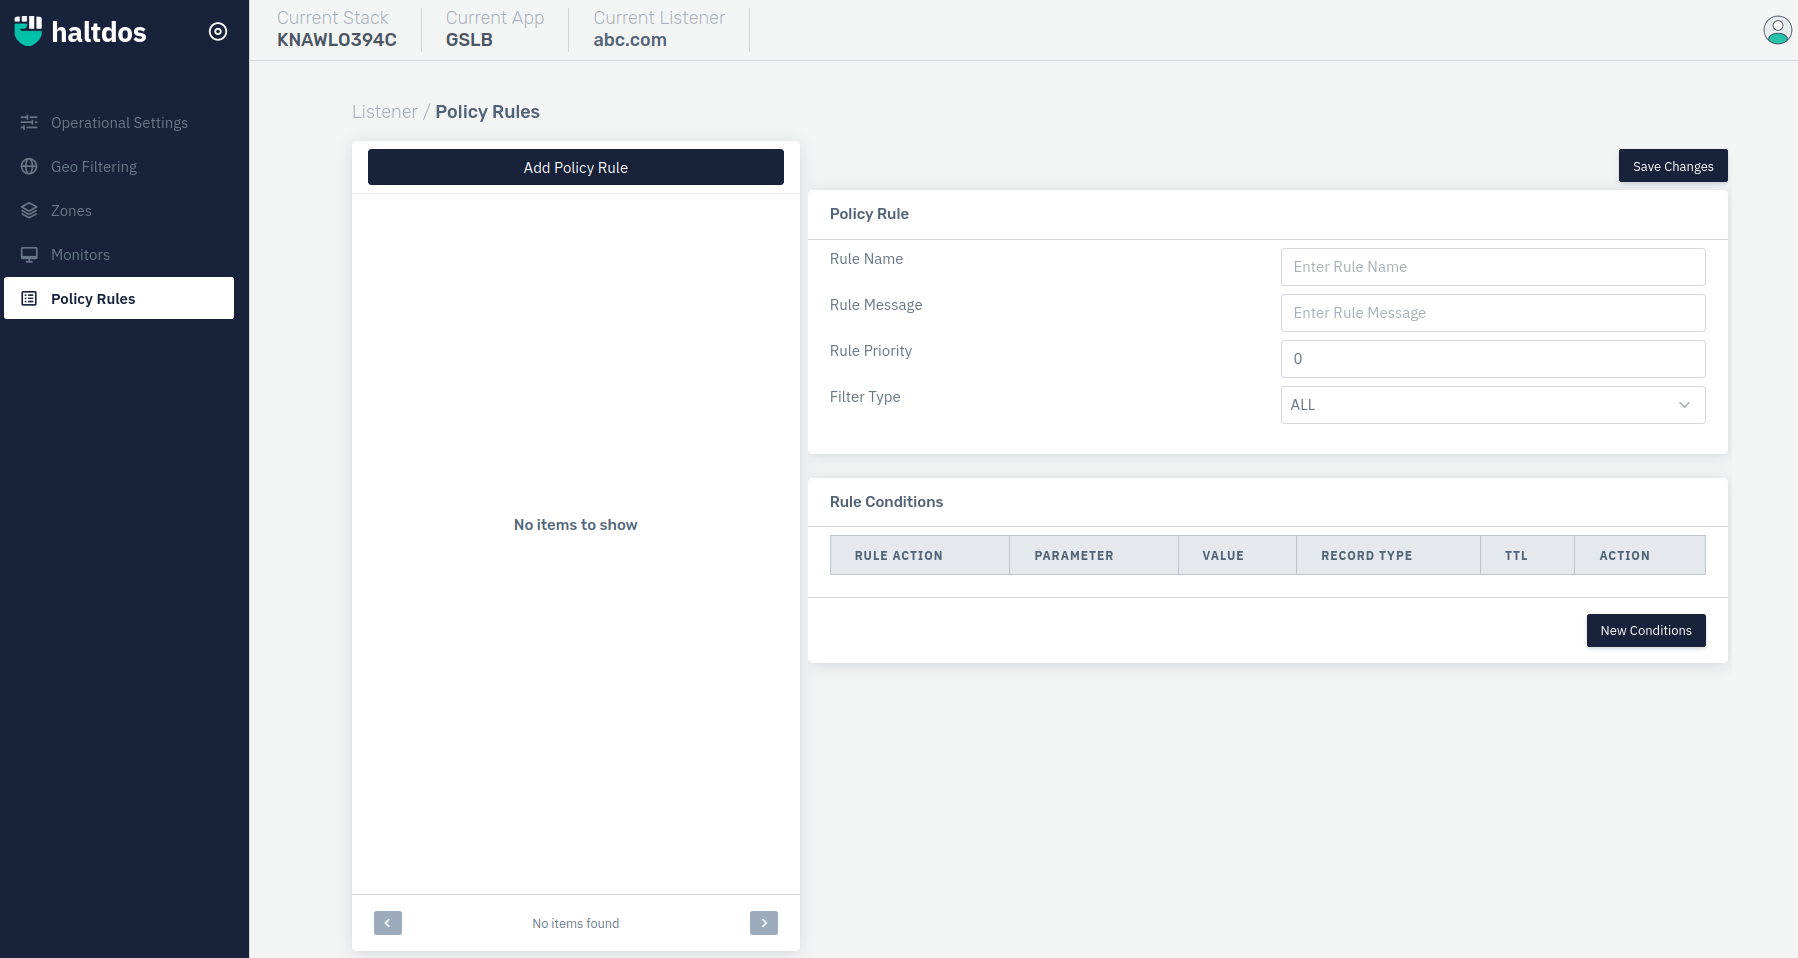 haltdos
Current Stack
KNAWLO394C
Current App
GSLB
Current Listener
abc.com
Operational Settings
Geo Filtering
Zones
Monitors
Policy Rules
Listener / Policy Rules
Add Policy Rule
No items to show
No items found
Save Changes
Policy Rule
Rule Name
Enter Rule Name
Rule Message
Enter Rule Message
Rule Priority
0
Filter Type
ALL
Rule Conditions
RULE ACTION PARAMETER VALUE RECORD TYPE TTL ACTION
New Conditions